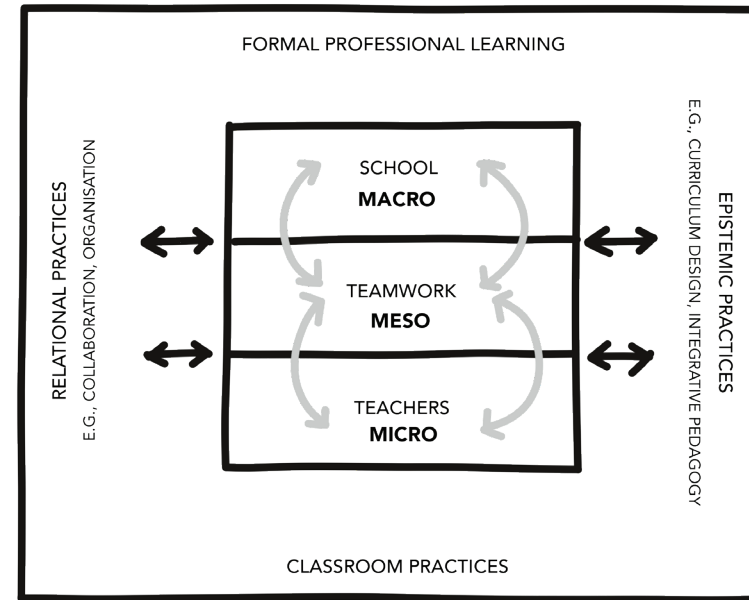 FORMAL PROFESSIONAL LEARNING
RELATIONAL PRACTICES
E.G., COLLABORATION, ORGANISATION
SCHOOL
MACRO
TEAMWORK
MESO
TEACHERS
MICRO
EPISTEMIC PRACTICES
E.G., CURRICULUM DESIGN, INTEGRATIVE PEDAGOGY
CLASSROOM PRACTICES